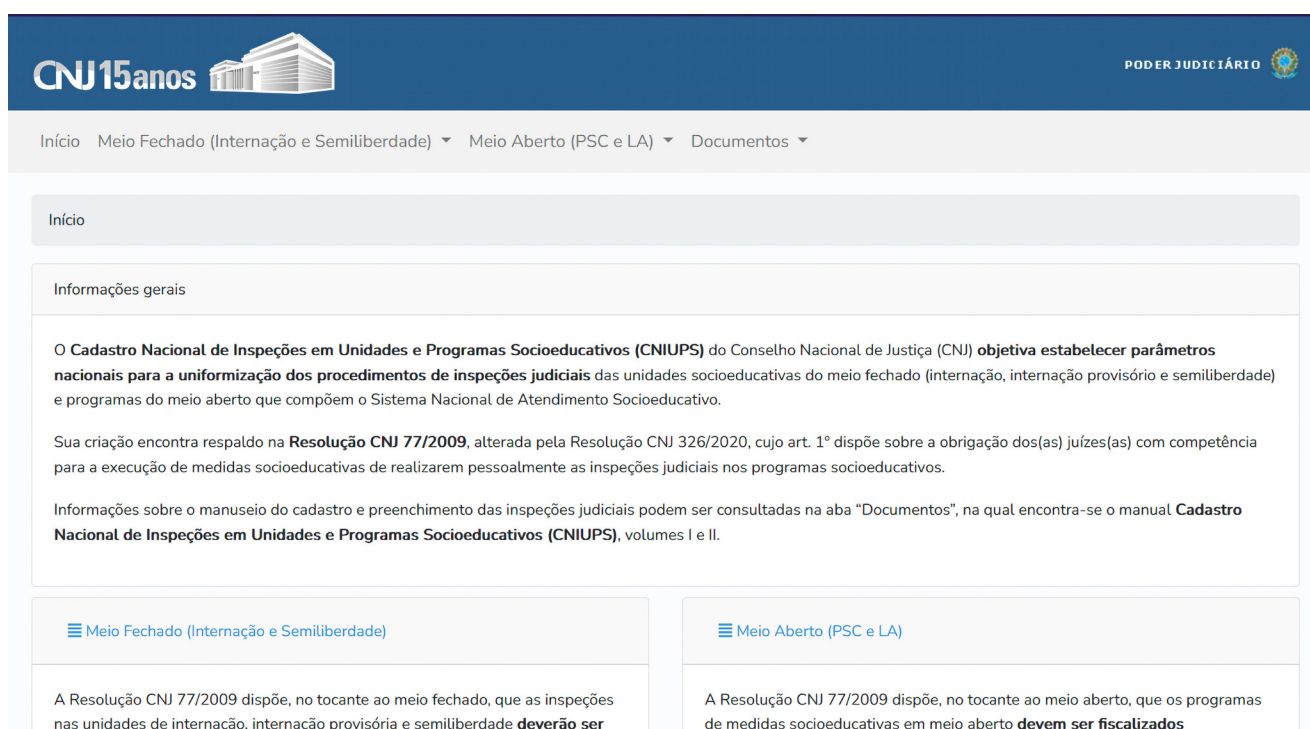 CNJ15anos
PODER JUDICIÁRIO
Início Meio Fechado (Internação e Semiliberdade) Meio Aberto (PSC e LA) Documentos
Início
Informações gerais
O Cadastro Nacional de Inspeções em Unidades e Programas Socioeducativos (CNIUPS) do Conselho Nacional de Justiça (CNJ) objetiva estabelecer parâmetros
nacionais para a uniformização dos procedimentos de inspeções judiciais das unidades socioeducativas do meio fechado (internação, internação provisório e semiliberdade)
e programas do meio aberto que compõem o Sistema Nacional de Atendimento Socioeducativo.
Sua criação encontra respaldo na Resolução CNJ 77/2009, alterada pela Resolução CNJ 326/2020, cujo art. 1º dispõe sobre a obrigação dos(as) juízes(as) com competência
para a execução de medidas socioeducativas de realizarem pessoalmente as inspeções judiciais nos programas socioeducativos.
Informações sobre o manuseio do cadastro e preenchimento das inspeções judiciais podem ser consultadas na aba “Documentos”, na qual encontra-se o manual Cadastro
Nacional de Inspeções em Unidades e Programas Socioeducativos (CNIUPS), volumes I e II.
Meio Fechado (Internação e Semiliberdade)
A Resolução CNJ 77/2009 dispõe, no tocante ao meio fechado, que as inspeções
nas unidades de internação, internação provisória e semiliberdade deverão ser
Meio Aberto (PSC e LA)
A Resolução CNJ 77/2009 dispõe, no tocante ao meio aberto, que os programas
de medidas socioeducativas em meio aberto devem ser fiscalizados